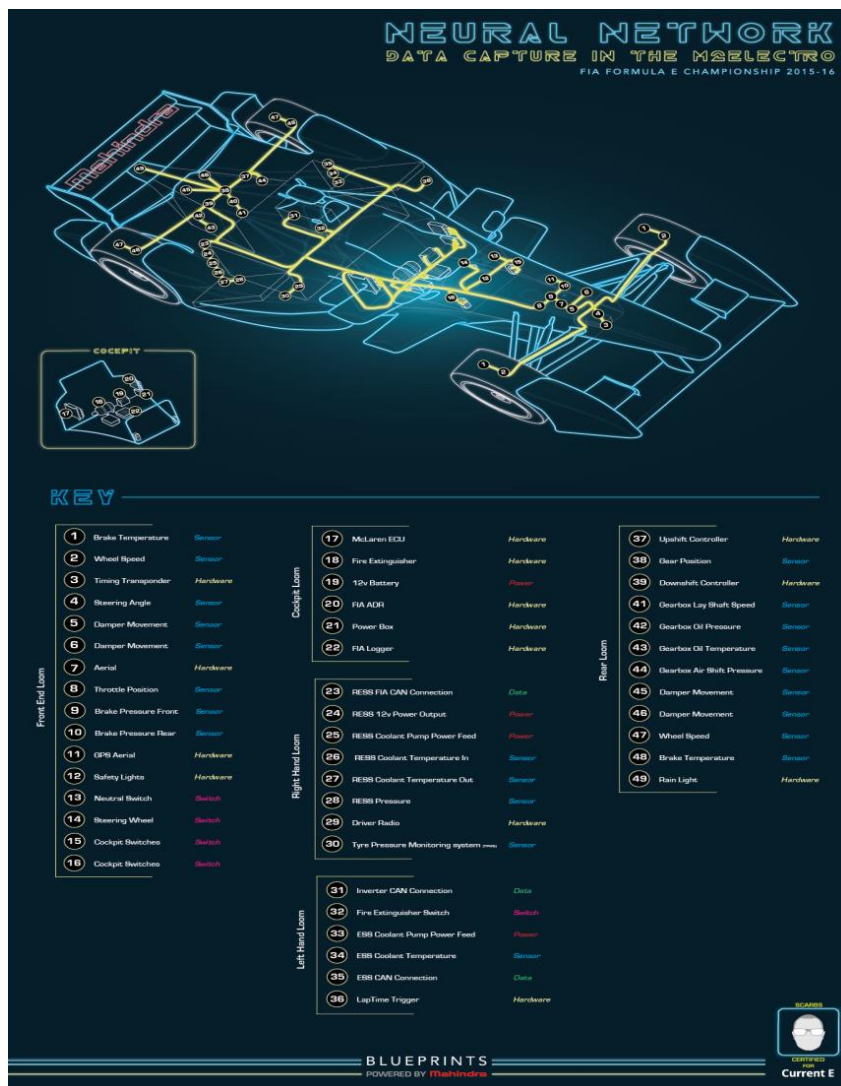 NEURAL NETWORK
DATA CAPTURE IN THE M2ELECTRO
FIA FORMULA E CHAMPIONSHIP 2015-16
mahindra
COCKPIT
17
18
19
20
21
22
KEY
Front End Loom
1 Brake Temperature Sensor
2 Wheel Speed Sensor
3 Timing Transponder Hardware
4 Steering Angle Sensor
5 Damper Movement Sensor
6 Damper Movement Sensor
7 Aerial Hardware
8 Throttle Position Sensor
9 Brake Pressure Front Sensor
10 Brake Pressure Rear Sensor
11 GPS Aerial Hardware
12 Safety Lights Hardware
13 Neutral Switch Switch
14 Steering Wheel Switch
15 Cockpit Switches Switch
16 Cockpit Switches Switch
Cockpit Loom
17 McLaren ECU Hardware
18 Fire Extinguisher Hardware
19 12v Battery Power
20 FIA ADR Hardware
21 Power Box Hardware
22 FIA Logger Hardware
Right Hand Loom
23 RESS FIA CAN Connection Data
24 RESS 12v Power Output Power
25 RESS Coolant Pump Power Feed Power
26 RESS Coolant Temperature In Sensor
27 RESS Coolant Temperature Out Sensor
28 RESS Pressure Sensor
29 Driver Radio Hardware
30 Tyre Pressure Monitoring system (TPMS) Sensor
Left Hand Loom
31 Inverter CAN Connection Data
32 Fire Extinguisher Switch Switch
33 ESS Coolant Pump Power Feed Power
34 ESS Coolant Temperature Sensor
35 ESS CAN Connection Data
36 LapTime Trigger Hardware
Rear Loom
37 Upshift Controller Hardware
38 Gear Position Sensor
39 Downshift Controller Hardware
41 Gearbox Lay Shaft Speed Sensor
42 Gearbox Oil Pressure Sensor
43 Gearbox Oil Temperature Sensor
44 Gearbox Air Shift Pressure Sensor
45 Damper Movement Sensor
46 Damper Movement Sensor
47 Wheel Speed Sensor
48 Brake Temperature Sensor
49 Rain Light Hardware
BLUEPRINTS
POWERED BY Mahindra
SCARBS
CERTIFIED
FOR
Current E